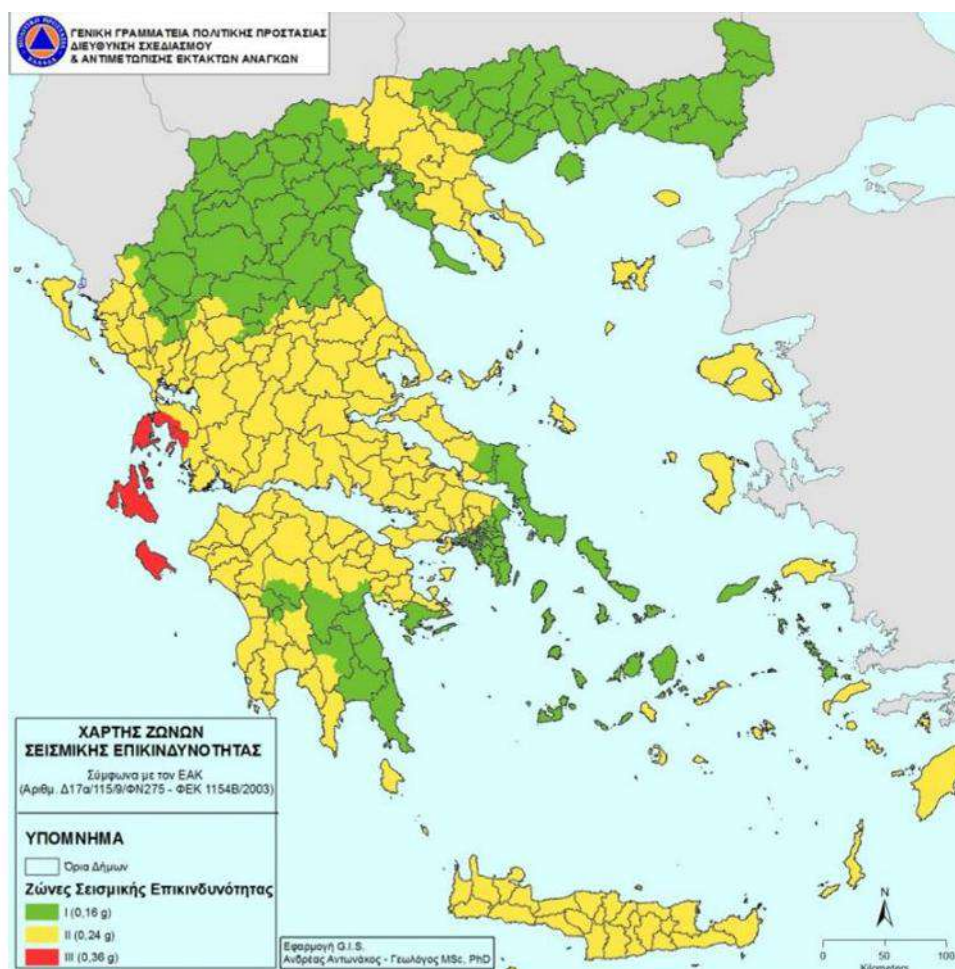 ΓΕΝΙΚΗ ΓΡΑΜΜΑΤΕΙΑ ΠΟΛΙΤΙΚΗΣ ΠΡΟΣΤΑΣΙΑΣ
ΔΙΕΥΘΥΝΣΗ ΣΧΕΔΙΑΣΜΟΥ
& ΑΝΤΙΜΕΤΩΠΙΣΗΣ ΕΚΤΑΚΤΩΝ ΑΝΑΓΚΩΝ
ΧΑΡΤΗΣ ΖΩΝΩΝ
ΣΕΙΣΜΙΚΗΣ ΕΠΙΚΙΝΔΥΝΟΤΗΤΑΣ
Σύμφωνα με τον ΕΑΚ
(Αριθμ. Δ17α/115/9/ΦΝ275 - ΦΕΚ 1154Β/2003)
ΥΠΟΜΝΗΜΑ
Όρια Δήμων
Ζώνες Σεισμικής Επικινδυνότητας
I (0,16 g)
II (0,24 g)
III (0,36 g)
Εφαρμογή G.I.S.
Ανδρέας Αντωνάκος - Γεωλόγος MSc, PhD
N
0 50 100
Kilometers